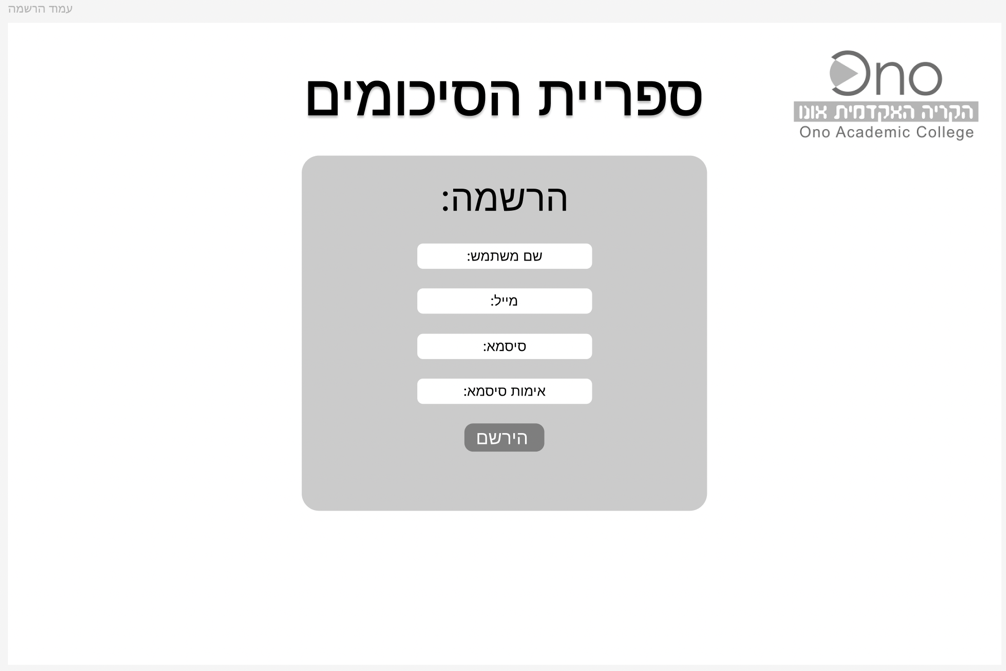 עמוד הרשמה
Ono
הקריה האקדמית אונו
Ono Academic College
ספריית הסיכומים
הרשמה:
שם משתמש:
מייל:
סיסמא:
אימות סיסמא:
הירשם